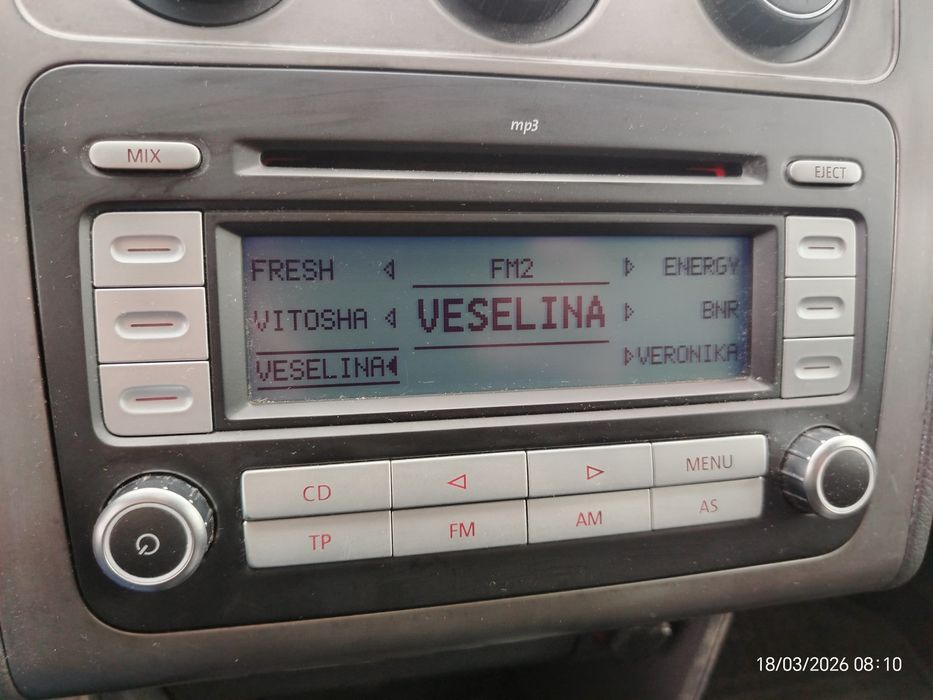 mp3
MIX
EJECT
FRESH FM2 ENERGY
VITOSHA VESELINA BNR
VESELINA VERONIKA
CD MENU
TP FM AM AS
18/03/2026 08:10